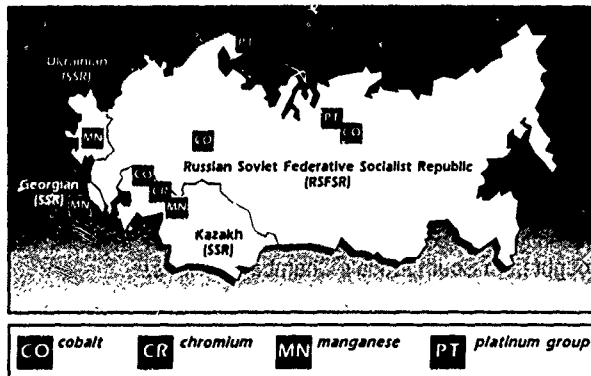 PT
Ukrainian
(SSR)
MN
PT
CO
CO
Russian Soviet Federative Socialist Republic
(RSFSR)
CO
CR
MN
Georgian
(SSR)
MN
Kazakh
(SSR)
CO cobalt
CR chromium
MN manganese
PT platinum group